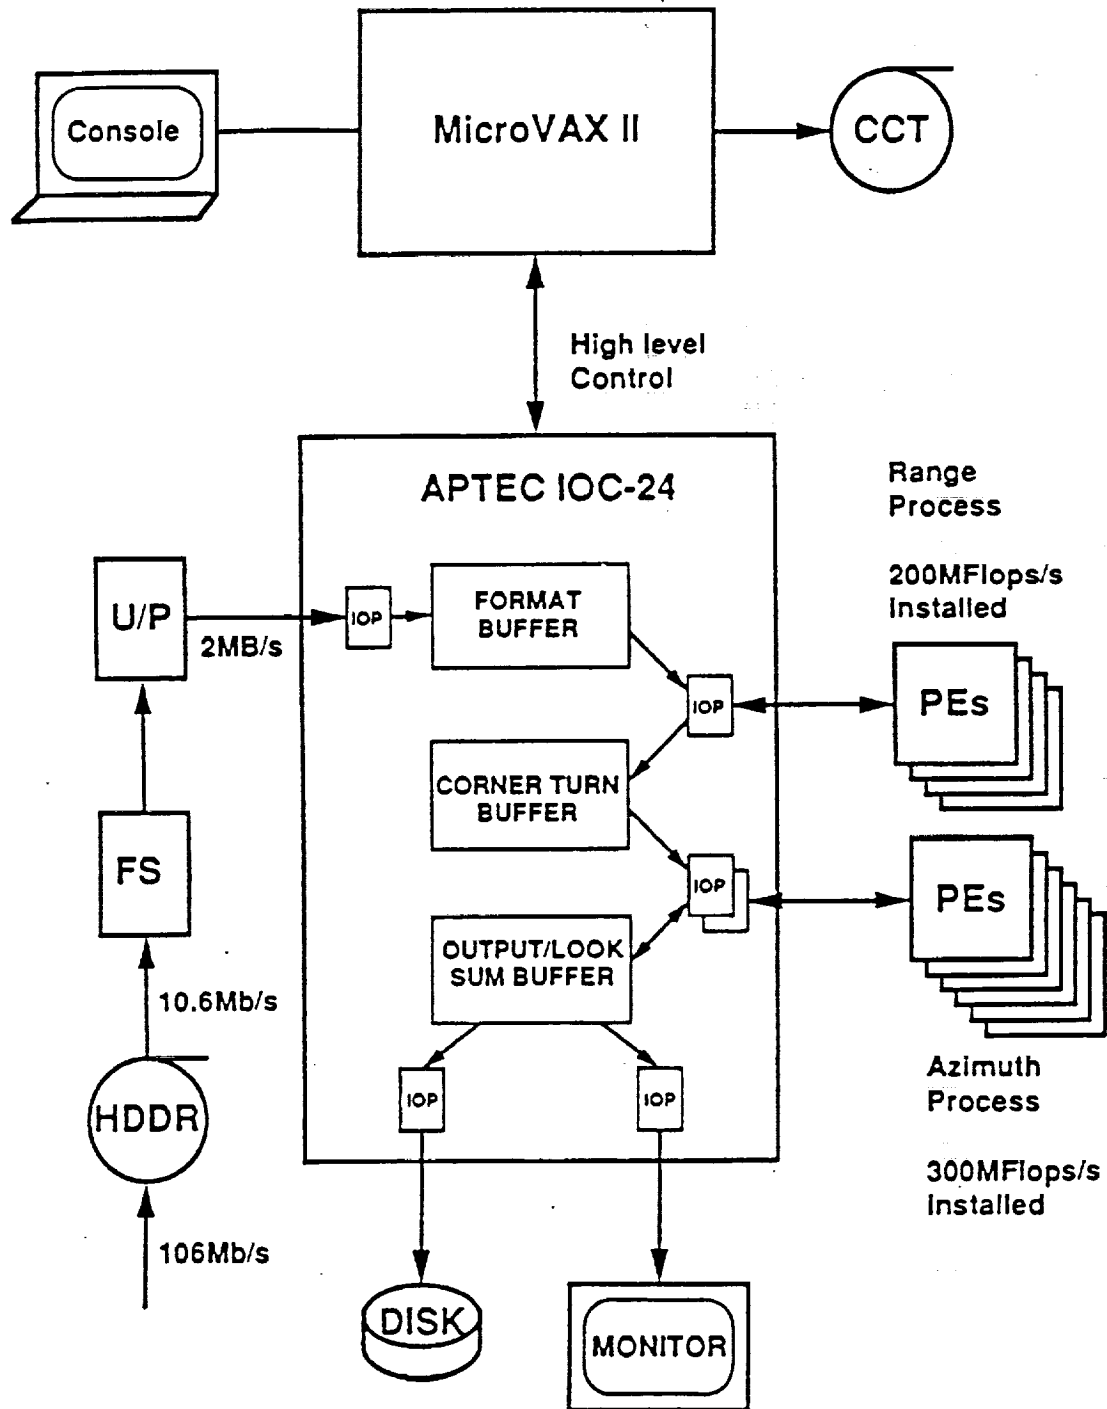 Console
MicroVAX II
CCT
High level
Control
APTEC IOC-24
Range
Process
200MFlops/s
Installed
U/P
2MB/s
IOP
FORMAT
BUFFER
IOP
PEs
CORNER TURN
BUFFER
FS
IOP
PEs
OUTPUT/LOOK
SUM BUFFER
10.6Mb/s
HDDR
IOP
IOP
Azimuth
Process
300MFlops/s
Installed
106Mb/s
DISK
MONITOR